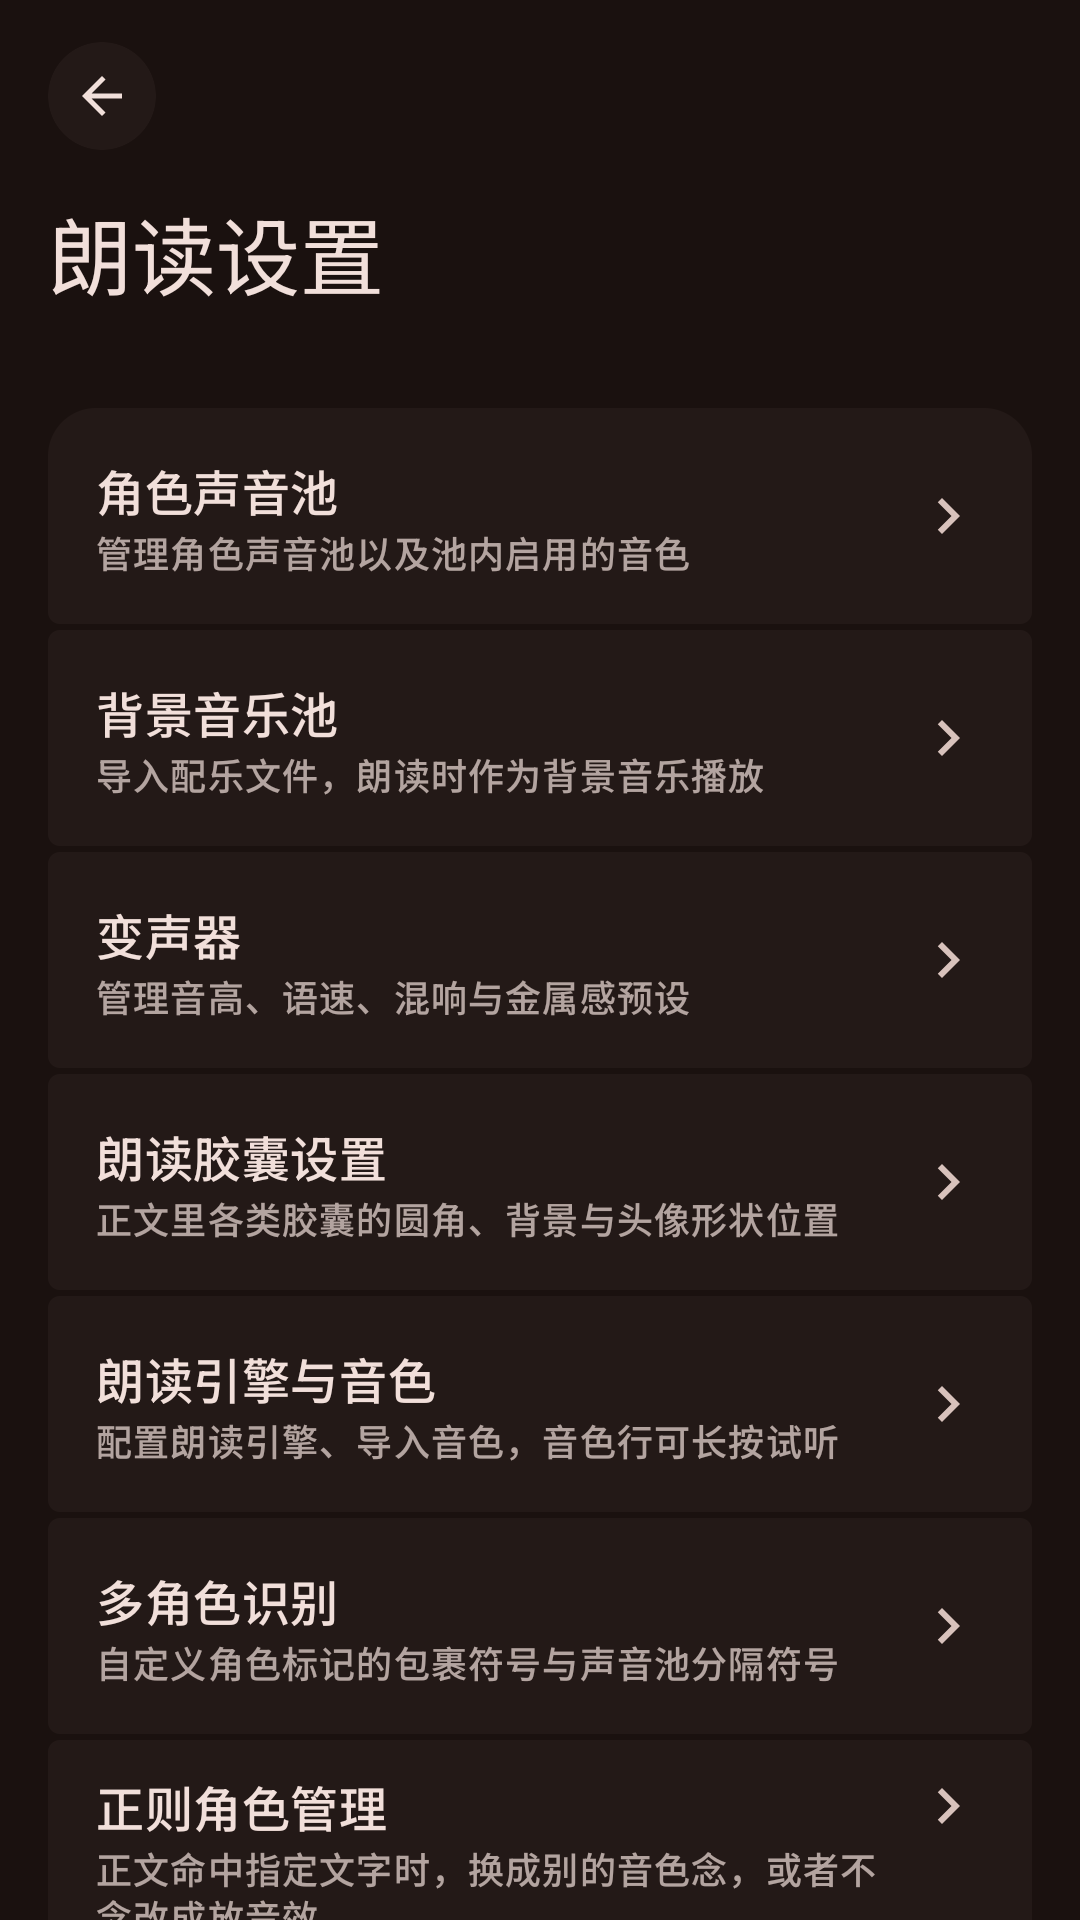 朗读设置
角色声音池
管理角色声音池以及池内启用的音色
背景音乐池
导入配乐文件，朗读时作为背景音乐播放
变声器
管理音高、语速、混响与金属感预设
朗读胶囊设置
正文里各类胶囊的圆角、背景与头像形状位置
朗读引擎与音色
配置朗读引擎、导入音色，音色行可长按试听
多角色识别
自定义角色标记的包裹符号与声音池分隔符号
正则角色管理
正文命中指定文字时，换成别的音色念，或者不
念改成放音效